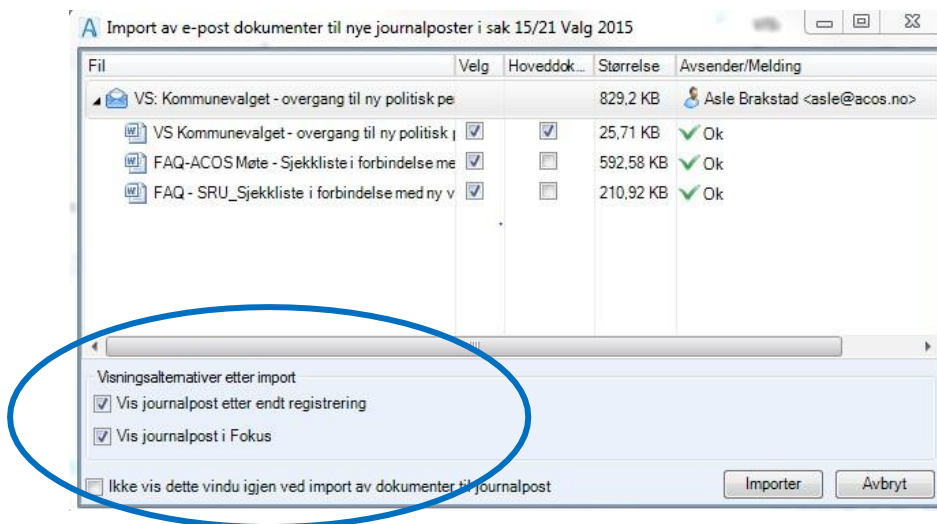 Import av e-post dokumenter til nye journalposter i sak 15/21 Valg 2015
Fil Velg Hoveddok... Størrelse Avsender/Melding
VS: Kommunevalget - overgang til ny politisk pe 829,2 KB Asle Brakstad <asle@acos.no>
VS Kommunevalget - overgang til ny politisk 25,71 KB Ok
FAQ-ACOS Møte - Sjekkliste i forbindelse me 592,58 KB Ok
FAQ - SRU_Sjekkliste i forbindelse med ny v 210,92 KB Ok
Visningsalternativer etter import
Vis journalpost etter endt registrering
Vis journalpost i Fokus
Ikke vis dette vindu igjen ved import av dokumenter til journalpost
Importer Avbryt